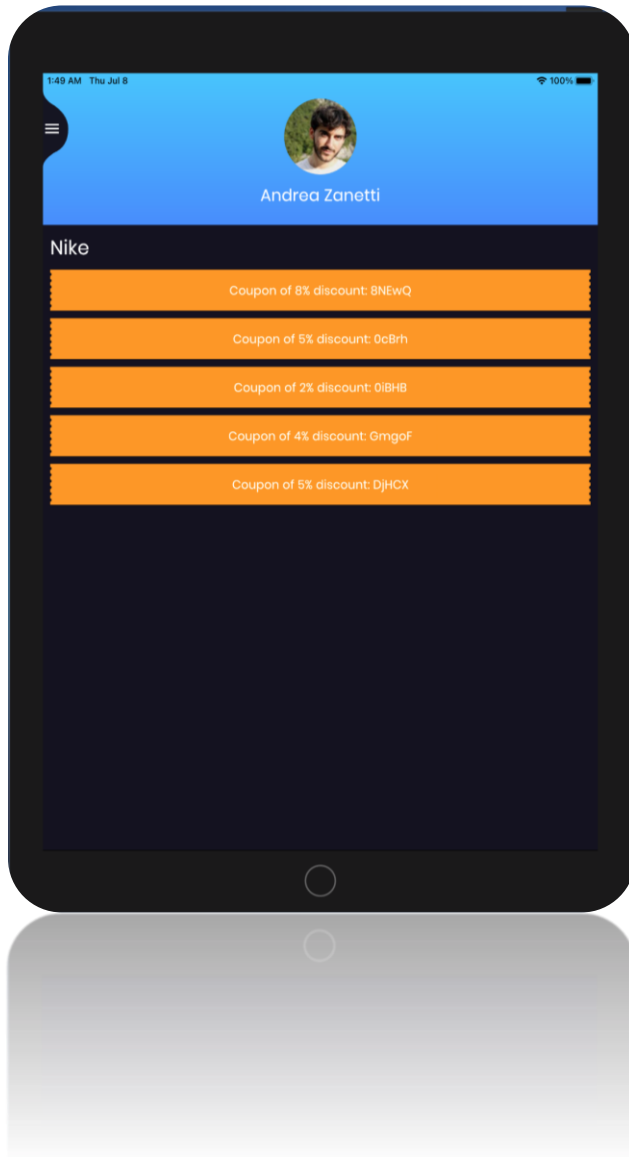 1:49 AM Thu Jul 8 100%
Andrea Zanetti
Nike
Coupon of 8% discount: 8NEwQ
Coupon of 5% discount: 0cBrh
Coupon of 2% discount: 0iBHB
Coupon of 4% discount: GmgoF
Coupon of 5% discount: DjHCX